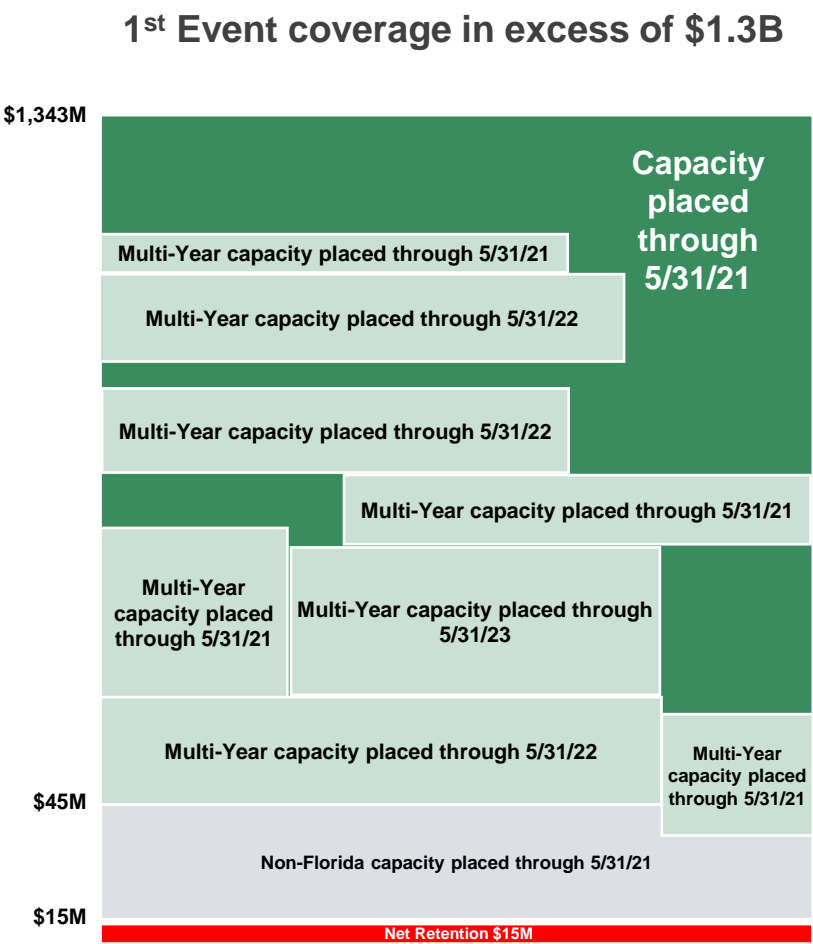 1st Event coverage in excess of $1.3B
$1,343M
Capacity
placed
through
5/31/21
Multi-Year capacity placed through 5/31/21
Multi-Year capacity placed through 5/31/22
Multi-Year capacity placed through 5/31/22
Multi-Year capacity placed through 5/31/21
Multi-Year
capacity placed
through 5/31/21
Multi-Year capacity placed through
5/31/23
Multi-Year capacity placed through 5/31/22
Multi-Year
capacity placed
through 5/31/21
$45M
Non-Florida capacity placed through 5/31/21
$15M
Net Retention $15M